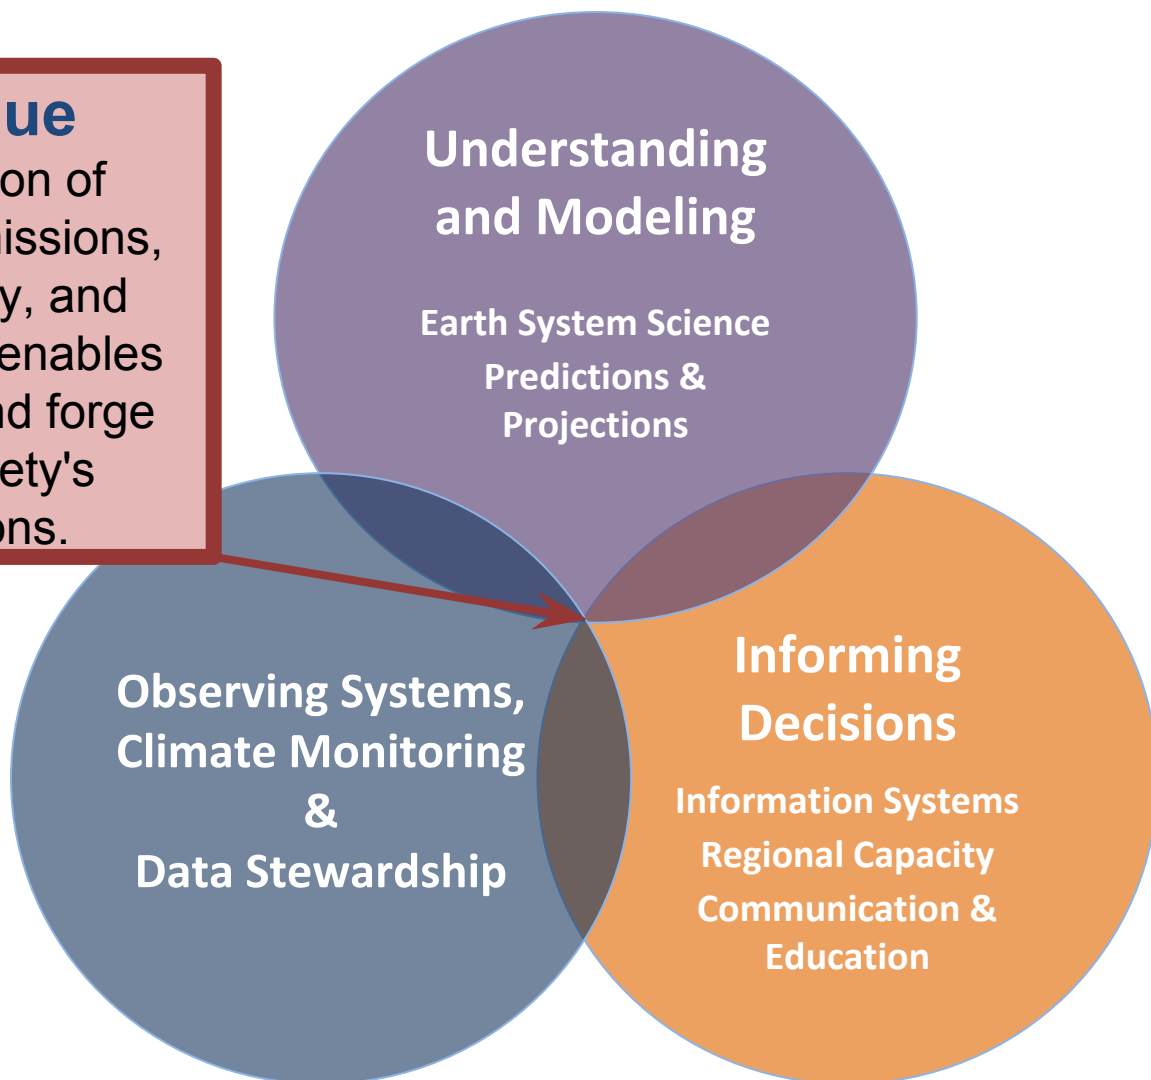 ue
on of
issions,
y, and
enables
nd forge
ety's
ons.
Understanding
and Modeling
Earth System Science
Predictions &
Projections
Observing Systems,
Climate Monitoring
&
Data Stewardship
Informing
Decisions
Information Systems
Regional Capacity
Communication &
Education